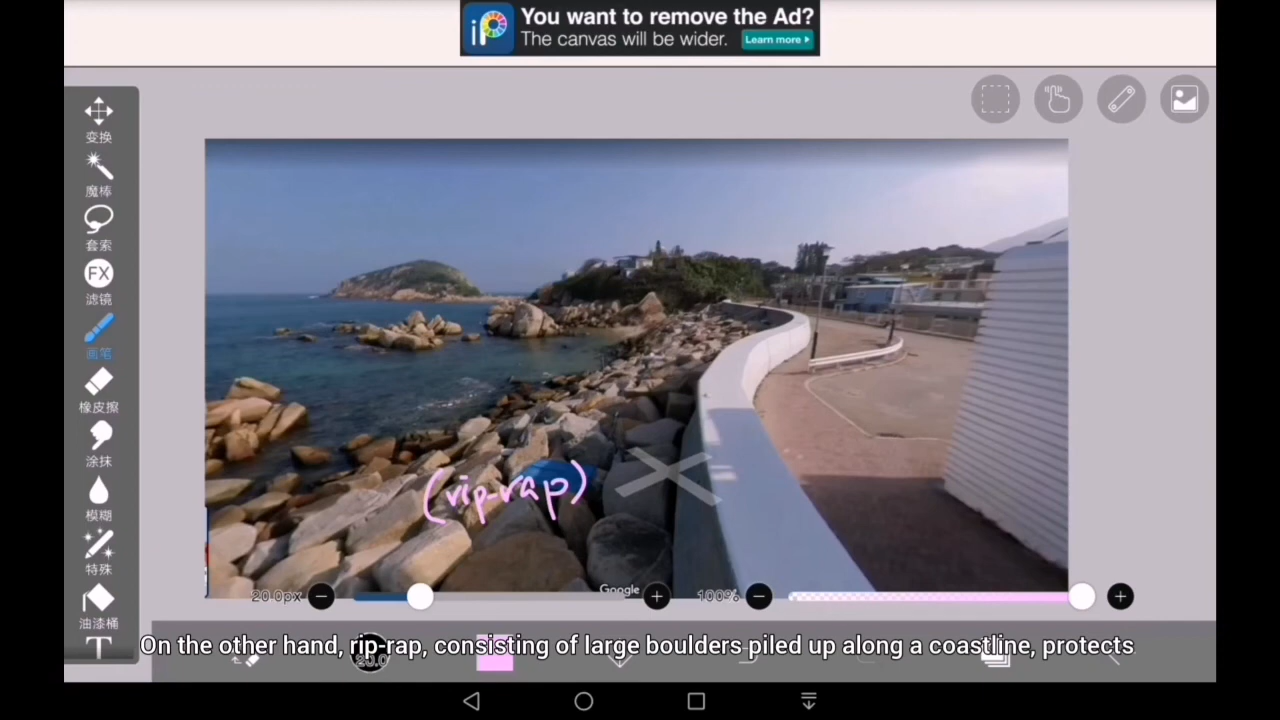 You want to remove the Ad?
The canvas will be wider.
Learn more
iP
变换
魔棒
套索
FX
滤镜
画笔
橡皮擦
涂抹
模糊
特殊
油漆桶
T
(rip-rap)
Google
20.0px
100%
On the other hand, rip-rap, consisting of large boulders piled up along a coastline, protects
20.0